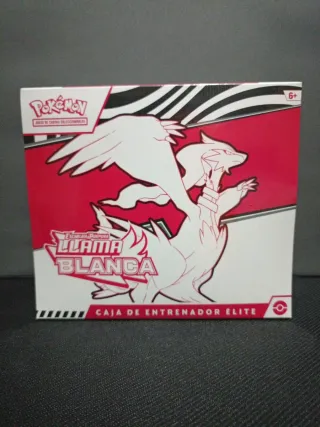 POKÉMON
JUEGO DE CARTAS COLECCIONABLES
6+
LLAMA
BLANCA
CAJA DE ENTRENADOR ÉLITE